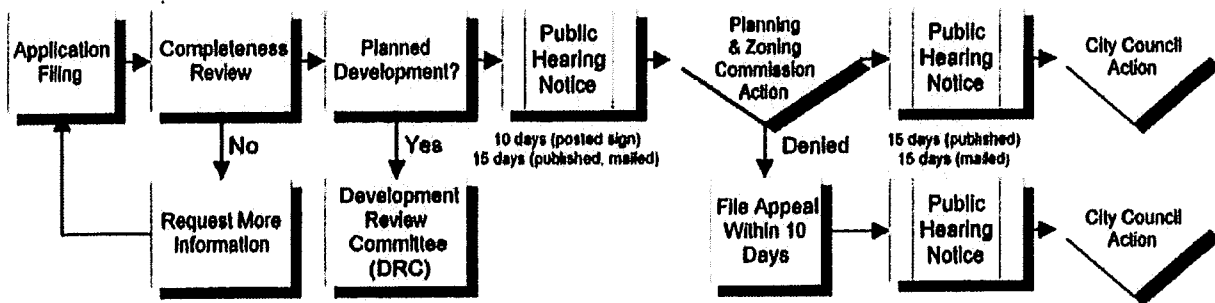 Application
Filing
Completeness
Review
Planned
Development?
Public
Hearing
Notice
Planning
& Zoning
Commission
Action
Public
Hearing
Notice
City Council
Action
No
Yes
10 days (posted sign)
15 days (published, mailed)
Denied
15 days (published)
15 days (mailed)
Request More
Information
Development
Review
Committee
(DRC)
File Appeal
Within 10
Days
Public
Hearing
Notice
City Council
Action